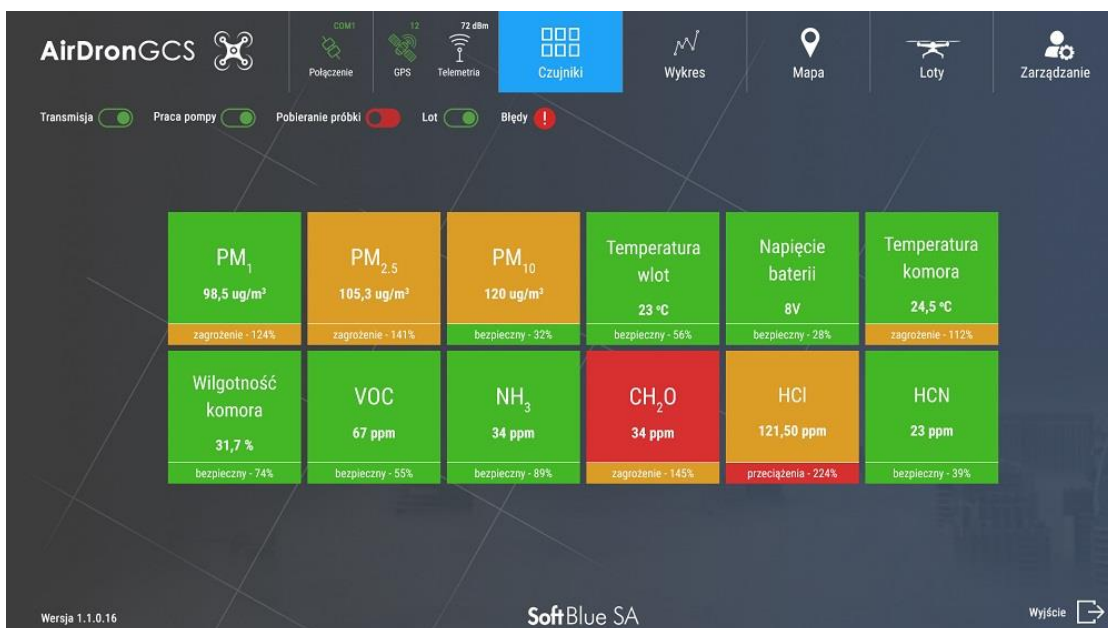 AirDronGCS
COM1
Połączenie
12
GPS
72 dBm
Telemetria
Czujniki
Wykres
Mapa
Loty
Zarządzanie
Transmisja
Praca pompy
Pobieranie próbki
Lot
Błędy !
PM1
98,5 ug/m³
zagrożenie - 124%
PM2.5
105,3 ug/m³
zagrożenie - 141%
PM10
120 ug/m³
bezpieczny - 32%
Temperatura
wlot
23 °C
bezpieczny - 56%
Napięcie
baterii
8V
bezpieczny - 28%
Temperatura
komora
24,5 °C
zagrożenie - 112%
Wilgotność
komora
31,7 %
bezpieczny - 74%
VOC
67 ppm
bezpieczny - 55%
NH3
34 ppm
bezpieczny - 89%
CH2O
34 ppm
zagrożenie - 145%
HCl
121,50 ppm
przeciążenia - 224%
HCN
23 ppm
bezpieczny - 39%
Wersja 1.1.0.16
SoftBlue SA
Wyjście